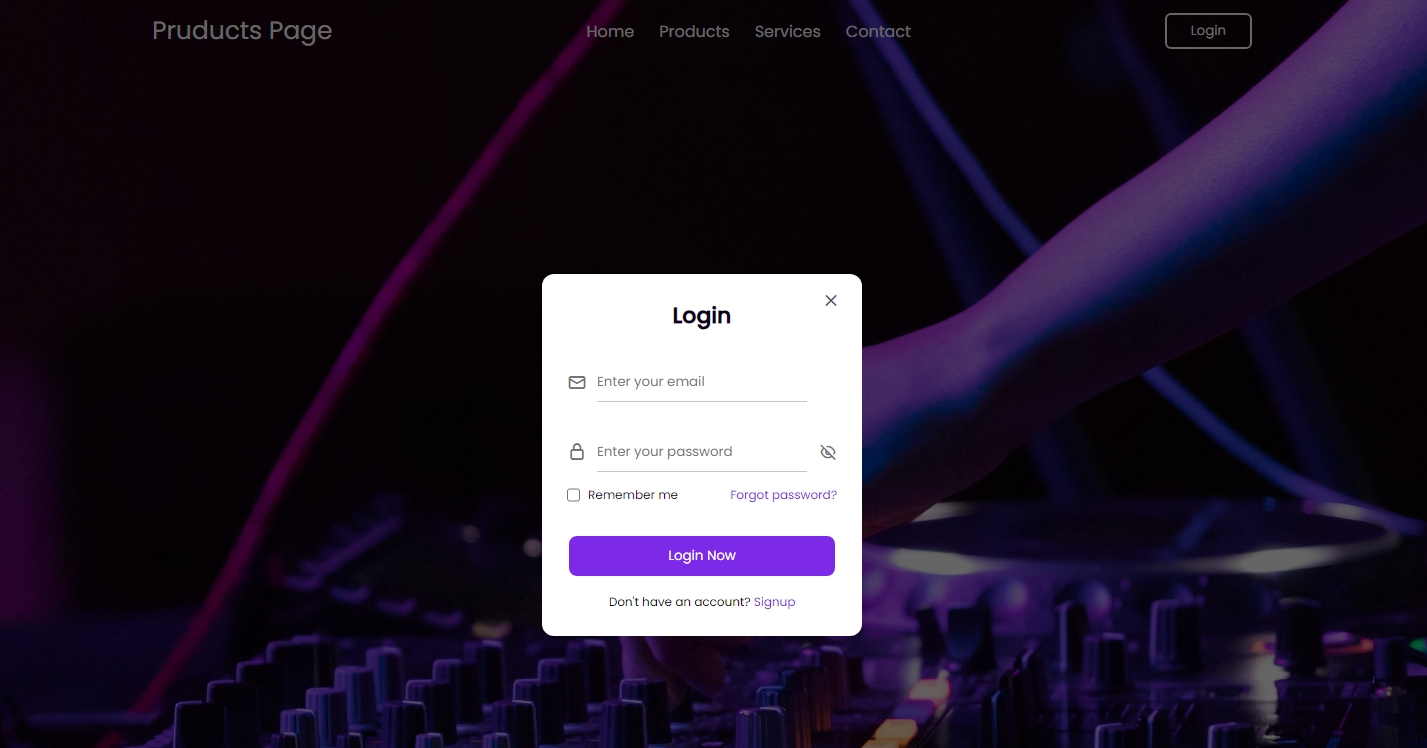 Pruducts Page
Home Products Services Contact
Login
Login
Enter your email
Enter your password
Remember me Forgot password?
Login Now
Don't have an account? Signup